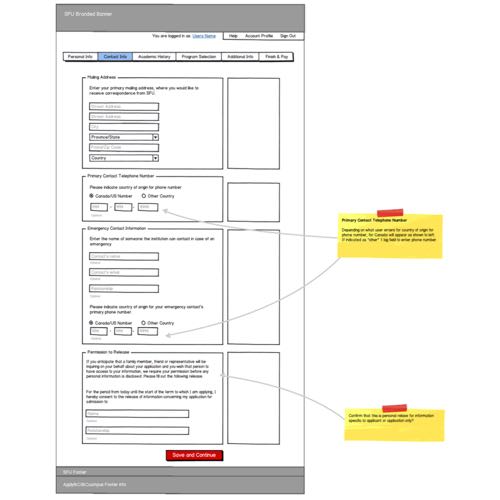 SFU Branded Banner
You are logged in as: Users Name
Help Account Profile Sign Out
Personal Info Contact Info Academic History Program Selection Additional Info Finish & Pay
Mailing Address
Enter your primary mailing address, where you would like to
receive correspondence from SFU.
Street Address
Street Address
City
Province/State
Postal/Zip Code
Country
Primary Contact Telephone Number
Please indicate country of origin for phone number
Canada/US Number Other Country
Emergency Contact Information
Enter the name of someone the institution can contact in case of an
emergency
Contact's name
Contact's email
Relationship
Please indicate country of origin for your emergency contact's
primary phone number
Canada/US Number Other Country
Permission to Release
If you anticipate that a family member, friend or representative will be
inquiring on your behalf about your application and you wish that person to
have access to your information, we require your permission before any
personal information is disclosed. Please fill out the following release:
For the period from today until the start of the term to which I am applying, I
hereby consent to the release of information concerning my application for
admission to
Name
Relationship
Save and Continue
SFU Footer
ApplyBC/BCcampus Footer Info
Primary Contact Telephone Number
Depending on what user enters for country of origin for
phone number, for Canada will appear as shown to left
If indicated as "other" 1 big field to enter phone number.
Confirm that this is personal release for information
specific to applicant or application only?